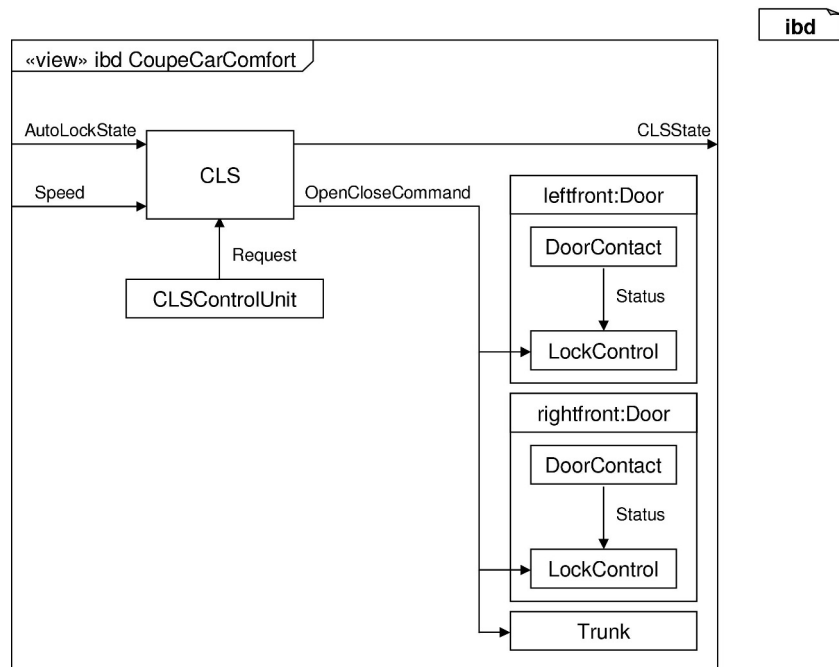 ibd
«view» ibd CoupeCarComfort
AutoLockState
CLSState
CLS
Speed
OpenCloseCommand
leftfront:Door
DoorContact
Request
Status
CLSControlUnit
LockControl
rightfront:Door
DoorContact
Status
LockControl
Trunk